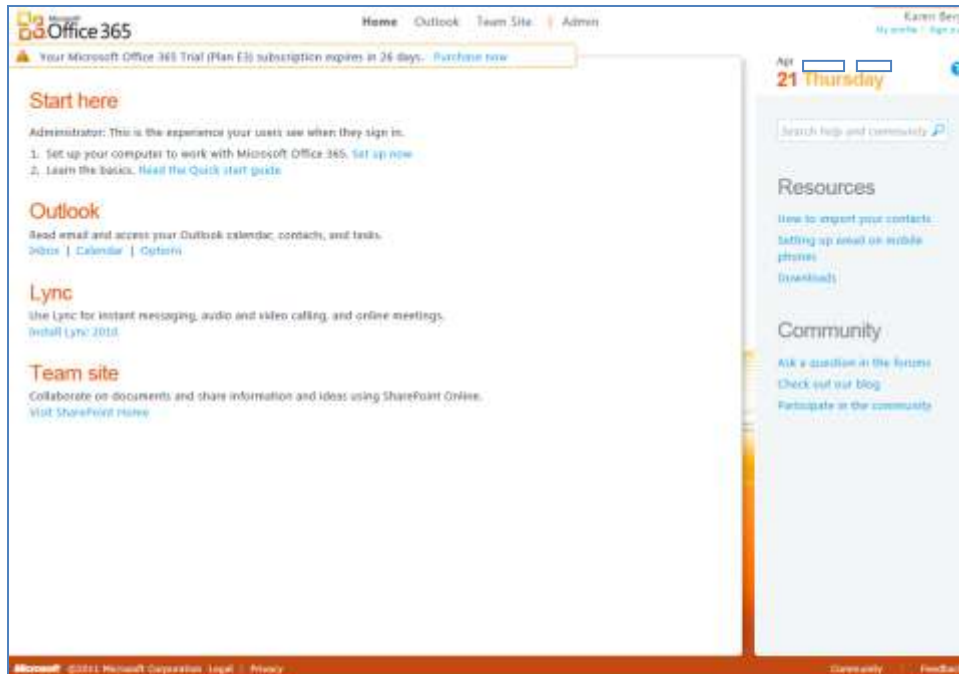 Microsoft
Office 365
Home Outlook Team Site | Admin
Karen Ber
My profile | Sign o
Your Microsoft Office 365 Trial (Plan E3) subscription expires in 26 days. Purchase now
Apr
21 Thursday
Start here
Administrator: This is the experience your users see when they sign in.
1. Set up your computer to work with Microsoft Office 365. Set up now
2. Learn the basics. Read the Quick start guide
Outlook
Read email and access your Outlook calendar, contacts, and tasks.
Inbox | Calendar | Options
Lync
Use Lync for instant messaging, audio and video calling, and online meetings.
Install Lync 2010
Team site
Collaborate on documents and share information and ideas using SharePoint Online.
Visit SharePoint Home
Search help and community
Resources
How to import your contacts
Setting up email on mobile
phones
Downloads
Community
Ask a question in the forums
Check out our blog
Participate in the community
Microsoft ©2011 Microsoft Corporation Legal | Privacy
Community | Feedbac